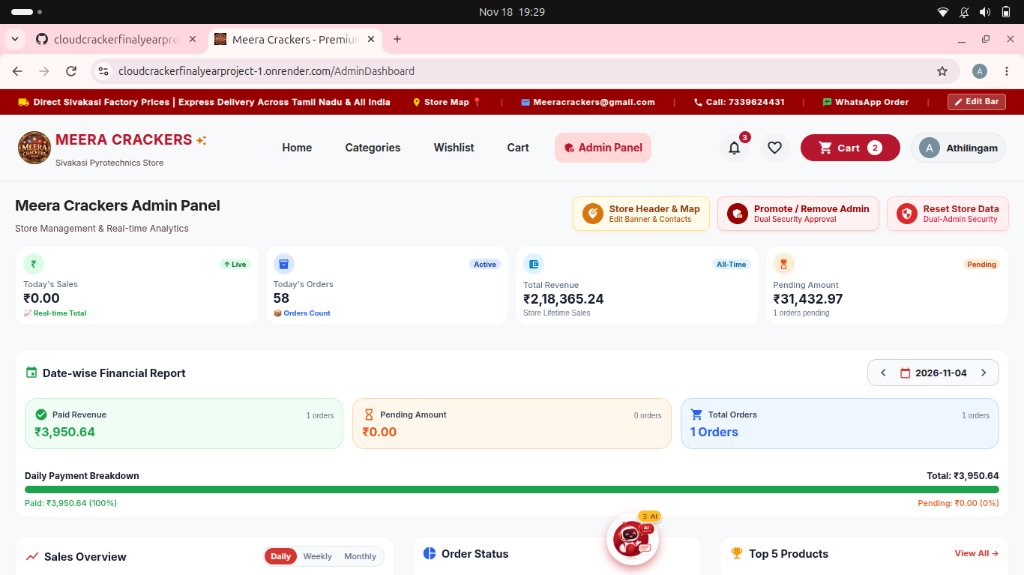 Nov 18 19:29
cloudcrackerfinalyearpro
Meera Crackers - Premiu
cloudcrackerfinalyearproject-1.onrender.com/AdminDashboard
A
Direct Sivakasi Factory Prices | Express Delivery Across Tamil Nadu & All India
Store Map
|
Meeracrackers@gmail.com
|
Call: 7339624431
|
WhatsApp Order
|
Edit Bar
MEERA CRACKERS
Sivakasi Pyrotechnics Store
Home
Categories
Wishlist
Cart
Admin Panel
3
Cart 2
A Athilingam
Meera Crackers Admin Panel
Store Management & Real-time Analytics
Store Header & Map
Edit Banner & Contacts
Promote / Remove Admin
Dual Security Approval
Reset Store Data
Dual-Admin Security
₹ ↑ Live
Today's Sales
₹0.00
Real-time Total
Active
Today's Orders
58
Orders Count
All-Time
Total Revenue
₹2,18,365.24
Store Lifetime Sales
Pending
Pending Amount
₹31,432.97
1 orders pending
Date-wise Financial Report
2026-11-04
Paid Revenue 1 orders
₹3,950.64
Pending Amount 0 orders
₹0.00
Total Orders 1 orders
1 Orders
Daily Payment Breakdown
Total: ₹3,950.64
Paid: ₹3,950.64 (100%)
Pending: ₹0.00 (0%)
AI
AI
Sales Overview
Daily Weekly Monthly
Order Status
Top 5 Products
View All →